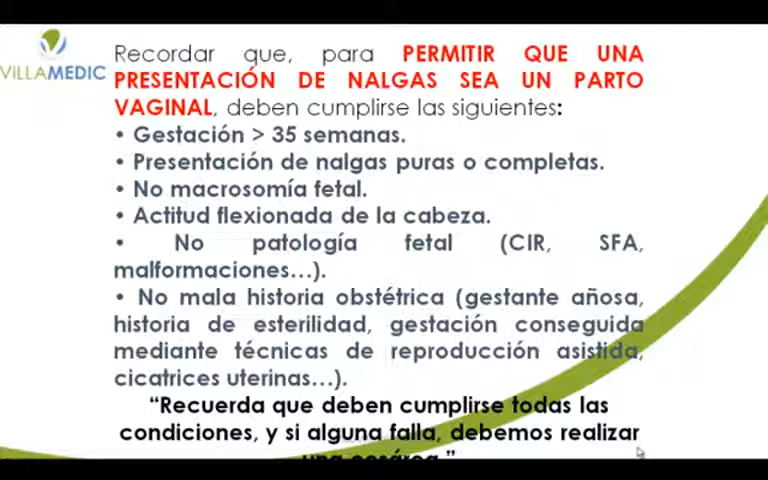 VILLAMEDIC
Recordar que, para PERMITIR QUE UNA
PRESENTACIÓN DE NALGAS SEA UN PARTO
VAGINAL, deben cumplirse las siguientes:
• Gestación > 35 semanas.
• Presentación de nalgas puras o completas.
• No macrosomía fetal.
• Actitud flexionada de la cabeza.
• No patología fetal (CIR, SFA,
malformaciones...).
• No mala historia obstétrica (gestante añosa,
historia de esterilidad, gestación conseguida
mediante técnicas de reproducción asistida,
cicatrices uterinas...).
“Recuerda que deben cumplirse todas las
condiciones, y si alguna falla, debemos realizar
una cesárea.”